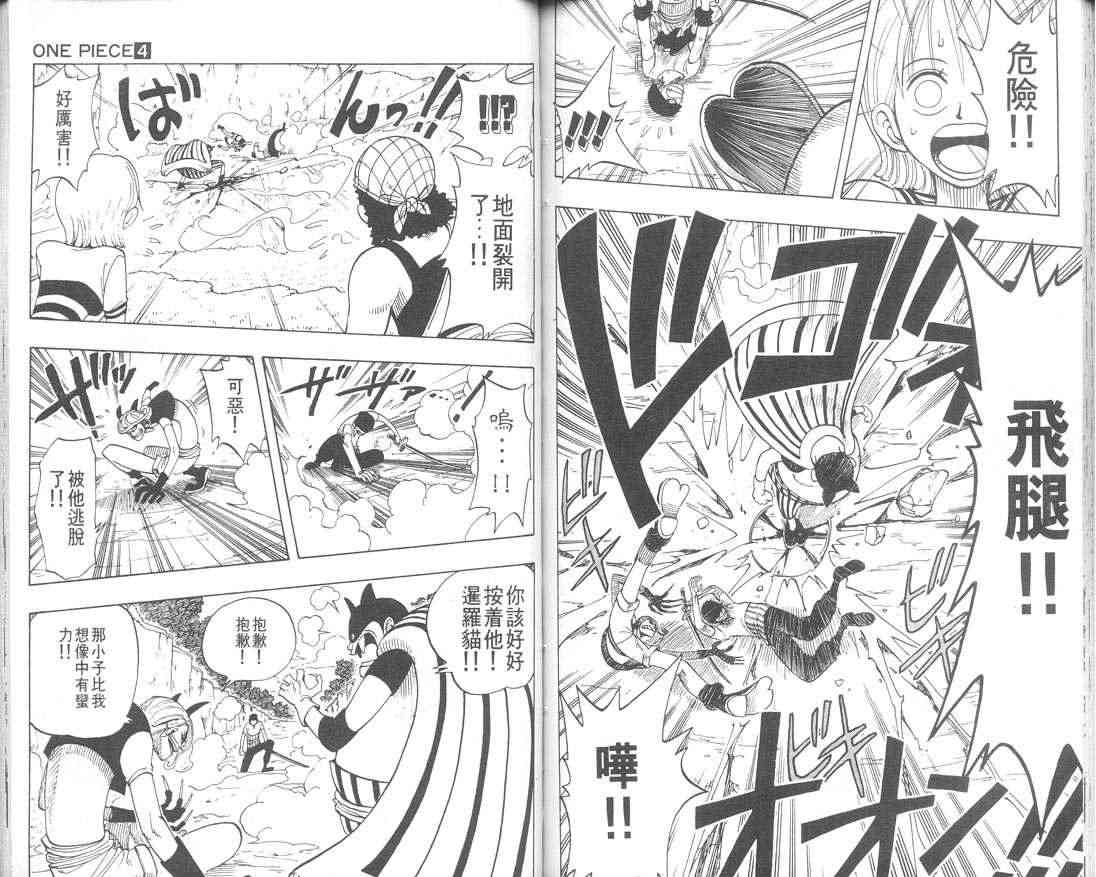 危險!!
!!!
飛腿!!
ドゴオオオン!!
ビキ
ビキ
ビキ
嘩!!
ONE PIECE 4
!!!?
地面裂開
了…!!
ばんっ!!
好厲害!!
嗚…!!
ザザザッ
可惡!
被他逃脫
了!!
你該好好
按着他!
暹羅貓!!
抱歉!
抱歉!
那小子比我
想像中有蠻
力!!